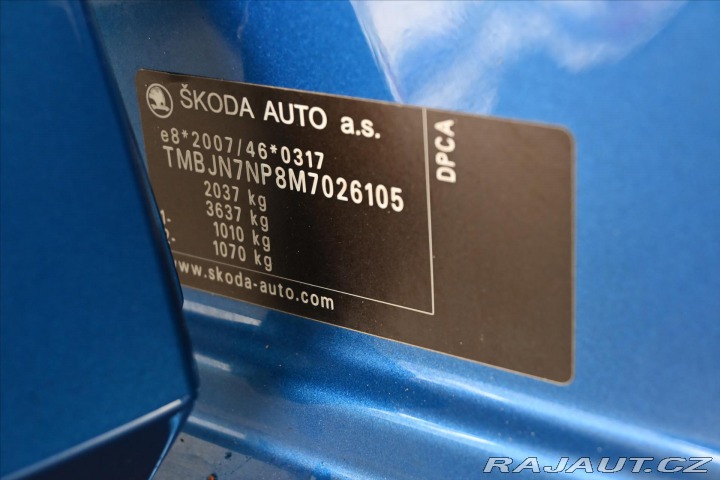 ŠKODA AUTO a.s.
e8*2007/46*0317
TMBJN7NP8M7026105
2037 kg
1- 3637 kg
2- 1010 kg
1070 kg
www.skoda-auto.com
DPCA
RAJAUT.CZ